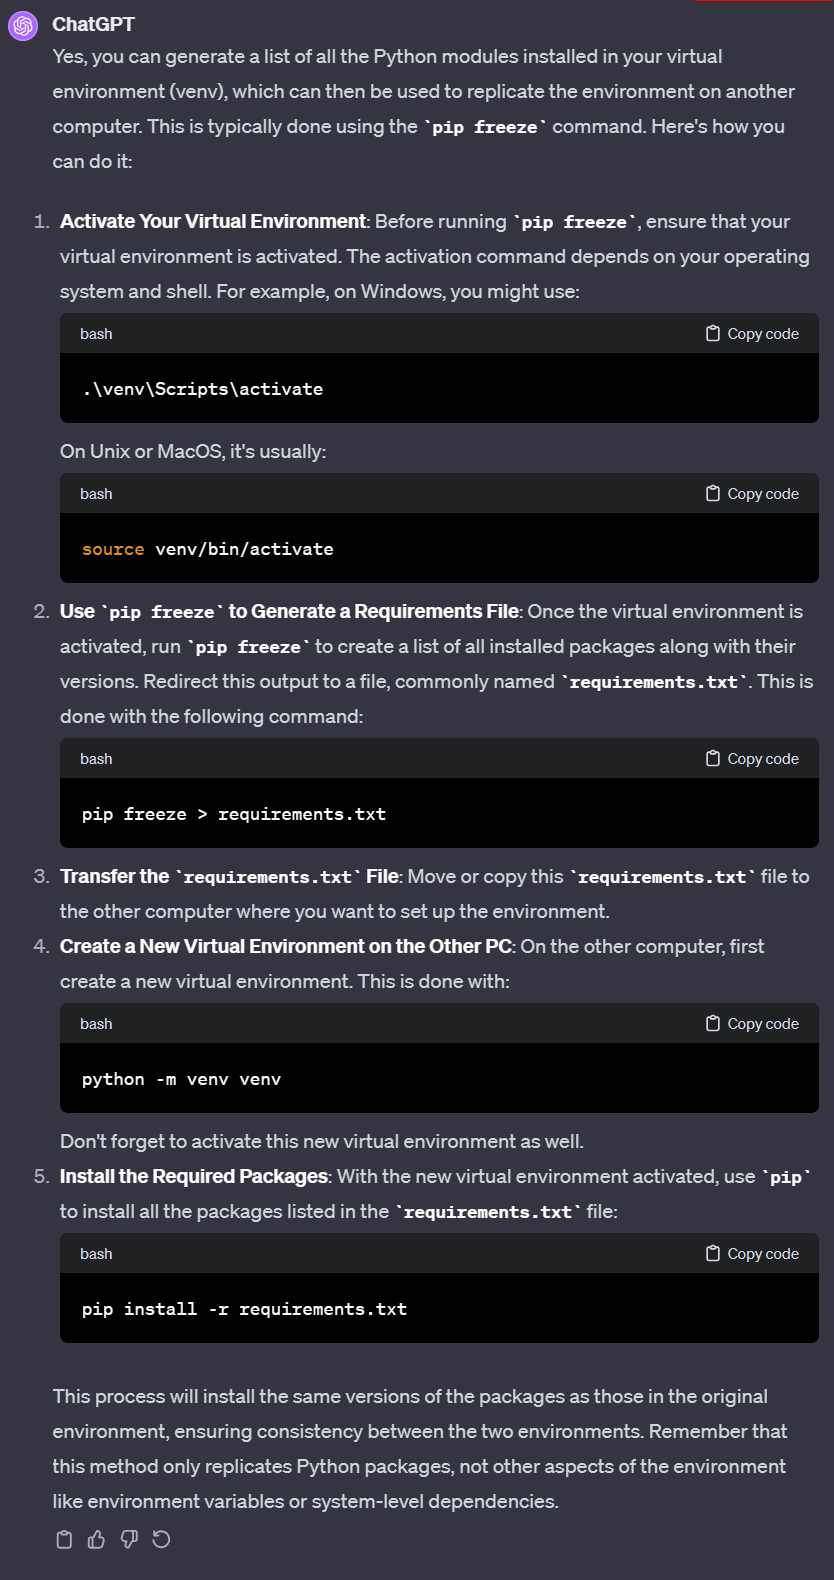 ChatGPT
Yes, you can generate a list of all the Python modules installed in your virtual
environment (venv), which can then be used to replicate the environment on another
computer. This is typically done using the `pip freeze` command. Here's how you
can do it:
1. Activate Your Virtual Environment: Before running `pip freeze`, ensure that your
virtual environment is activated. The activation command depends on your operating
system and shell. For example, on Windows, you might use:
bash Copy code
.\venv\Scripts\activate
On Unix or MacOS, it's usually:
bash Copy code
source venv/bin/activate
2. Use `pip freeze` to Generate a Requirements File: Once the virtual environment is
activated, run `pip freeze` to create a list of all installed packages along with their
versions. Redirect this output to a file, commonly named `requirements.txt`. This is
done with the following command:
bash Copy code
pip freeze > requirements.txt
3. Transfer the `requirements.txt` File: Move or copy this `requirements.txt` file to
the other computer where you want to set up the environment.
4. Create a New Virtual Environment on the Other PC: On the other computer, first
create a new virtual environment. This is done with:
bash Copy code
python -m venv venv
Don't forget to activate this new virtual environment as well.
5. Install the Required Packages: With the new virtual environment activated, use `pip`
to install all the packages listed in the `requirements.txt` file:
bash Copy code
pip install -r requirements.txt
This process will install the same versions of the packages as those in the original
environment, ensuring consistency between the two environments. Remember that
this method only replicates Python packages, not other aspects of the environment
like environment variables or system-level dependencies.